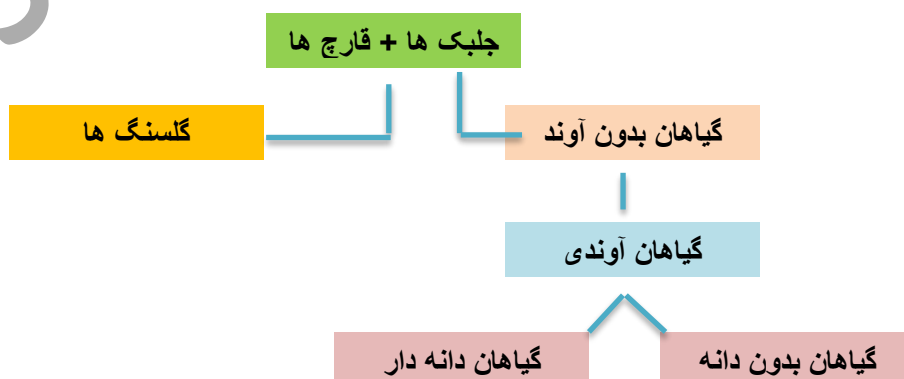 جلبک ها + قارچ ها
گیاهان بدون آوند
گلسنگ ها
گیاهان آوندی
گیاهان بدون دانه
گیاهان دانه دار